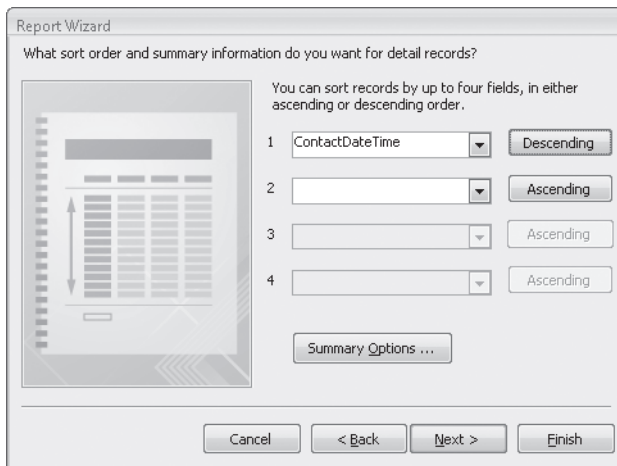 Report Wizard
What sort order and summary information do you want for detail records?
You can sort records by up to four fields, in either
ascending or descending order.
1 ContactDateTime Descending
2 Ascending
3 Ascending
4 Ascending
Summary Options ...
Cancel < Back Next > Finish